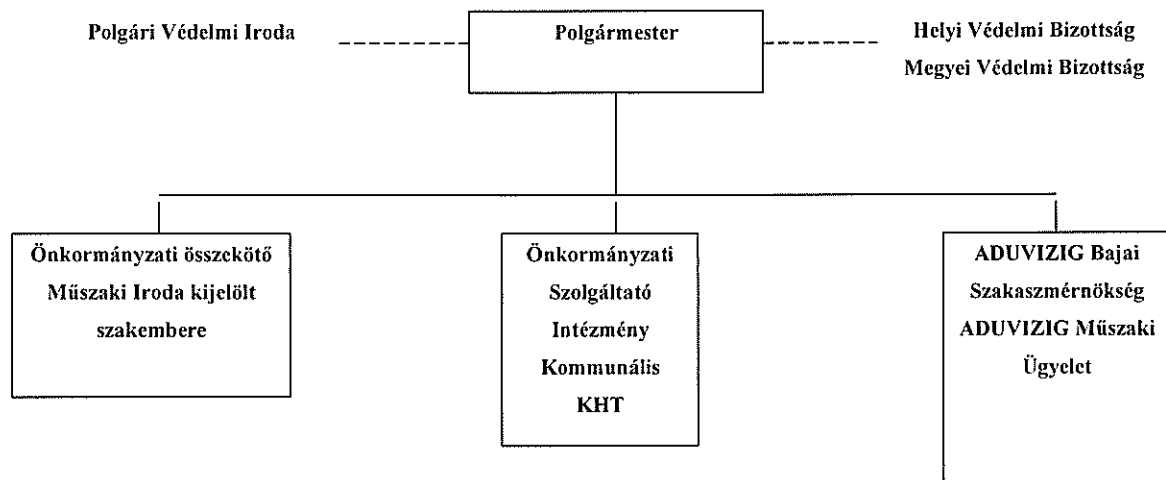 Polgári Védelmi Iroda
Polgármester
Helyi Védelmi Bizottság
Megyei Védelmi Bizottság
Önkormányzati összekötő
Műszaki Iroda kijelölt
szakembere
Önkormányzati
Szolgáltató
Intézmény
Kommunális
KHT
ADUVIZIG Bajai
Szakaszmérnökség
ADUVIZIG Műszaki
Ügyelet